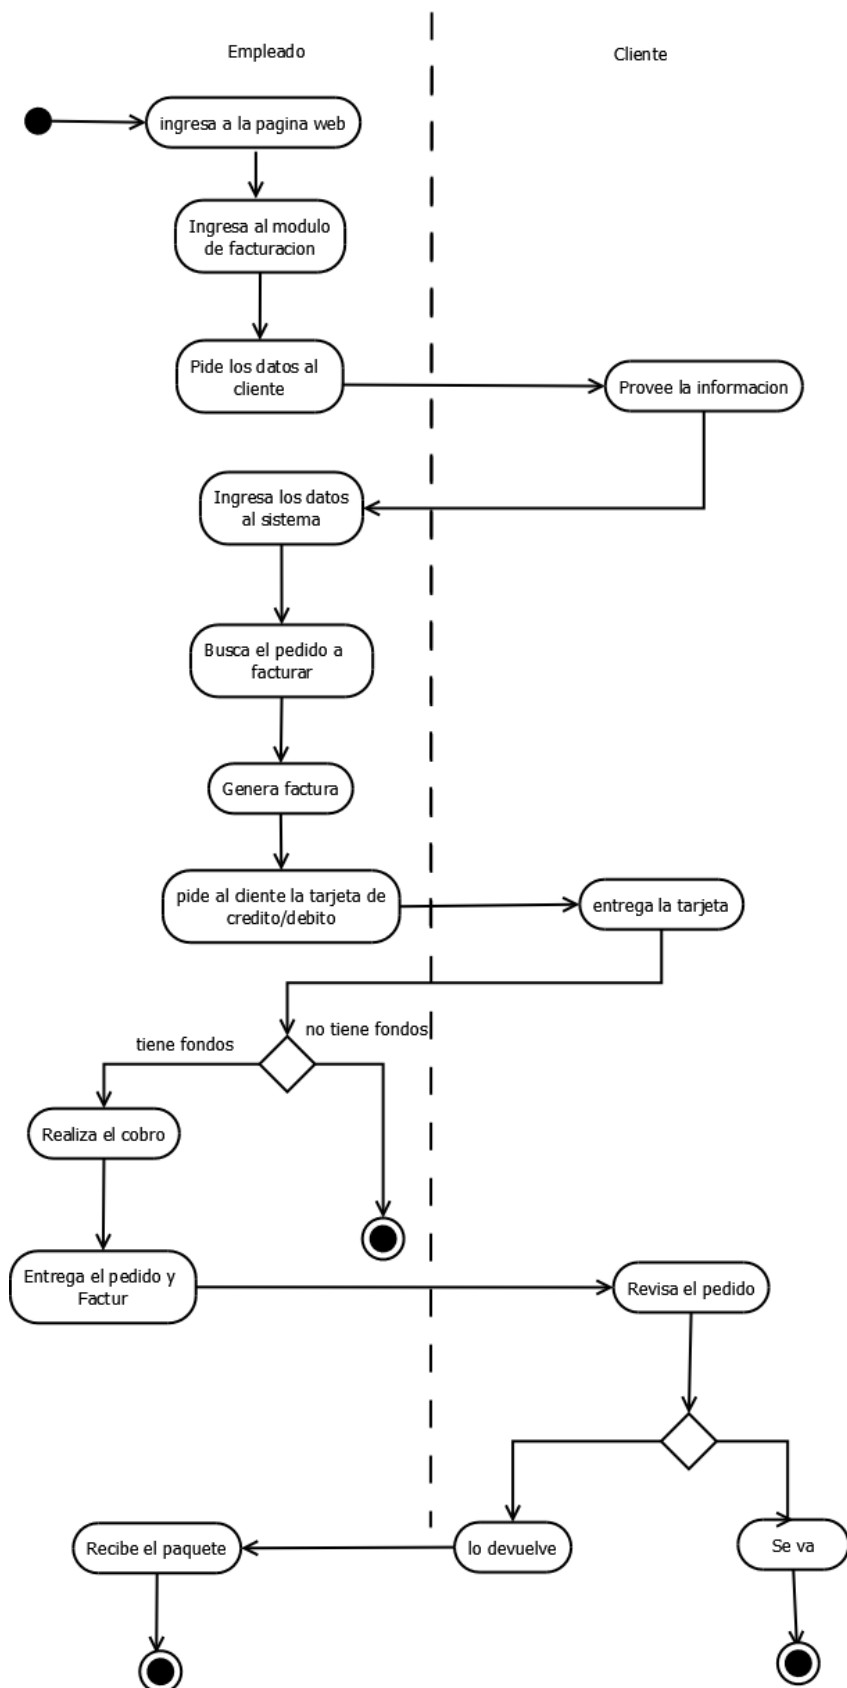 Empleado
Cliente
ingresa a la pagina web
Ingresa al modulo
de facturacion
Pide los datos al
cliente
Provee la informacion
Ingresa los datos
al sistema
Busca el pedido a
facturar
Genera factura
pide al cliente la tarjeta de
credito/debito
entrega la tarjeta
no tiene fondos
tiene fondos
Realiza el cobro
Entrega el pedido y
Factur
Revisa el pedido
Recibe el paquete
lo devuelve
Se va